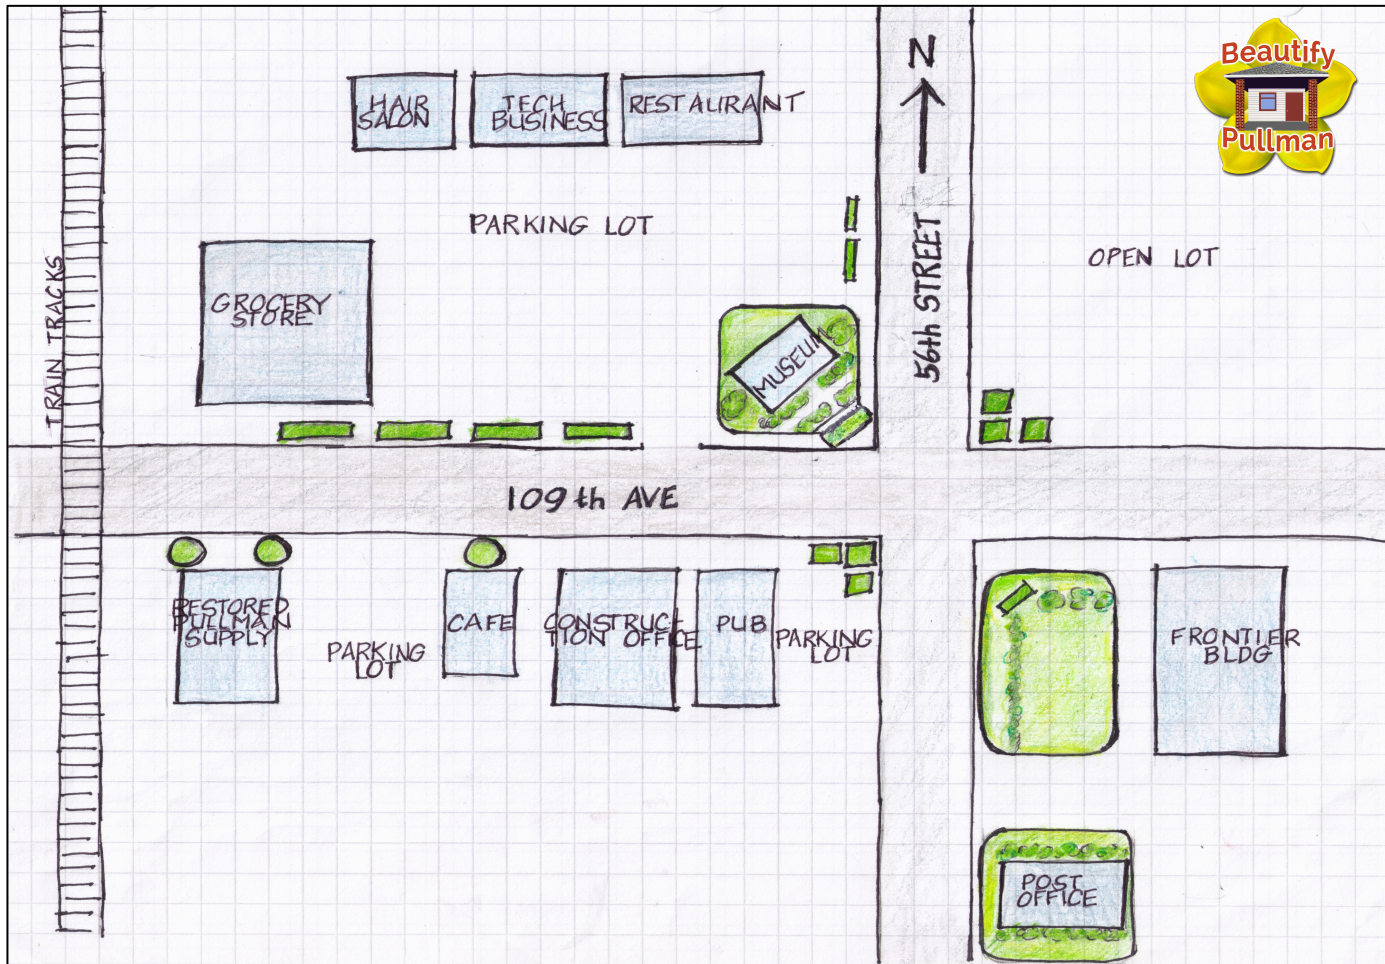 Beautify
Pullman
N
HAIR
SALON
TECH
BUSINESS
RESTAURANT
PARKING LOT
56th STREET
OPEN LOT
TRAIN TRACKS
GROCERY
STORE
MUSEUM
109th AVE
RESTORED
PULLMAN
SUPPLY
PARKING
LOT
CAFE
CONSTRUC-
TION OFFICE
PUB
PARKING
LOT
FRONTIER
BLDG
POST
OFFICE